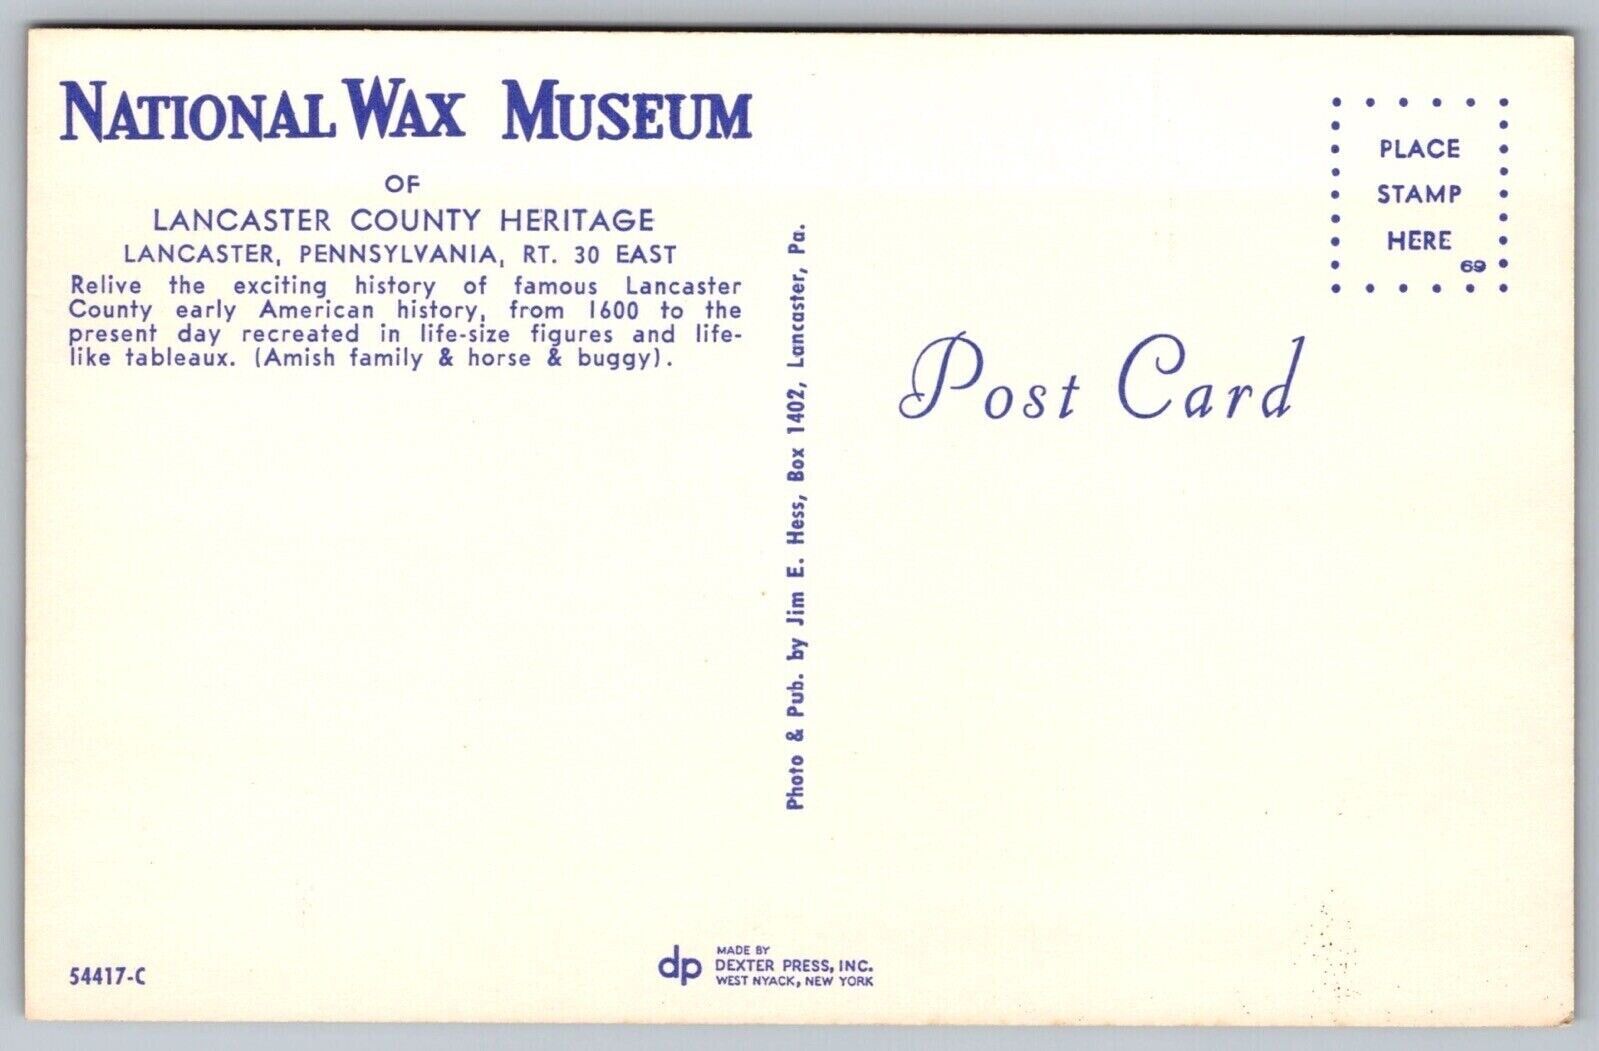 NATIONAL WAX MUSEUM
OF
LANCASTER COUNTY HERITAGE
LANCASTER, PENNSYLVANIA, RT. 30 EAST
Relive the exciting history of famous Lancaster
County early American history, from 1600 to the
present day recreated in life-size figures and life-
like tableaux. (Amish family & horse & buggy).
54417-C
Photo & Pub. by Jim E. Hess, Box 1402, Lancaster, Pa.
dp
MADE BY
DEXTER PRESS, INC.
WEST NYACK, NEW YORK
PLACE
STAMP
HERE
69
Post Card